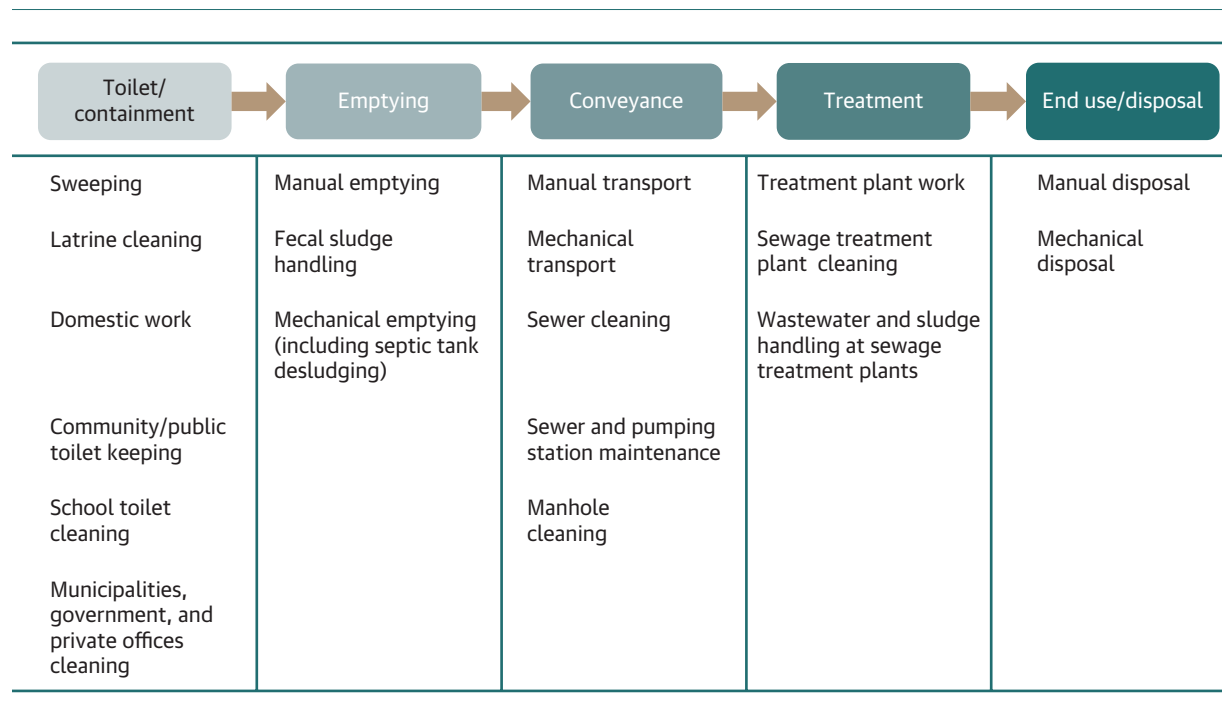 Toilet/
containment
Emptying
Conveyance
Treatment
End use/disposal
Sweeping
Latrine cleaning
Domestic work
Community/public
toilet keeping
School toilet
cleaning
Municipalities,
government, and
private offices
cleaning
Manual emptying
Fecal sludge
handling
Mechanical emptying
(including septic tank
desludging)
Manual transport
Mechanical
transport
Sewer cleaning
Sewer and pumping
station maintenance
Manhole
cleaning
Treatment plant work
Sewage treatment
plant cleaning
Wastewater and sludge
handling at sewage
treatment plants
Manual disposal
Mechanical
disposal